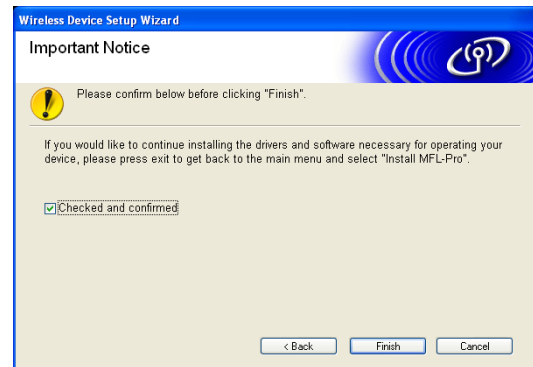 Wireless Device Setup Wizard
Important Notice
Please confirm below before clicking "Finish".
If you would like to continue installing the drivers and software necessary for operating your
device, please press exit to get back to the main menu and select "Install MFL-Pro".
Checked and confirmed
< Back
Finish
Cancel